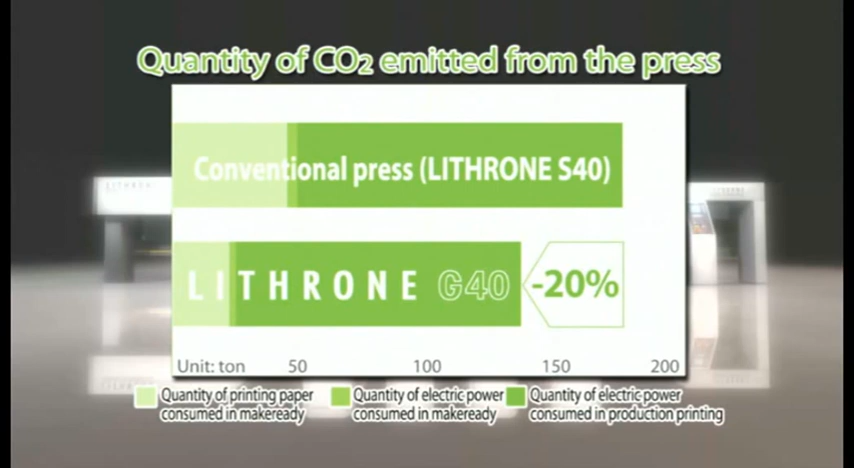 Quantity of CO₂ emitted from the press
Conventional press (LITHRONE S40)
LITHRONE G40
-20%
Unit: ton 50 100 150 200
Quantity of printing paper
consumed in makeready
Quantity of electric power
consumed in makeready
Quantity of electric power
consumed in production printing
LITHRONE